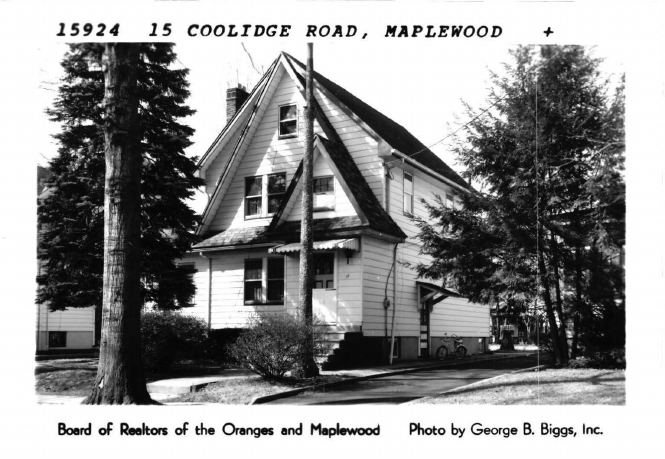 15924 15 COOLIDGE ROAD, MAPLEWOOD +
Board of Realtors of the Oranges and Maplewood Photo by George B. Biggs, Inc.